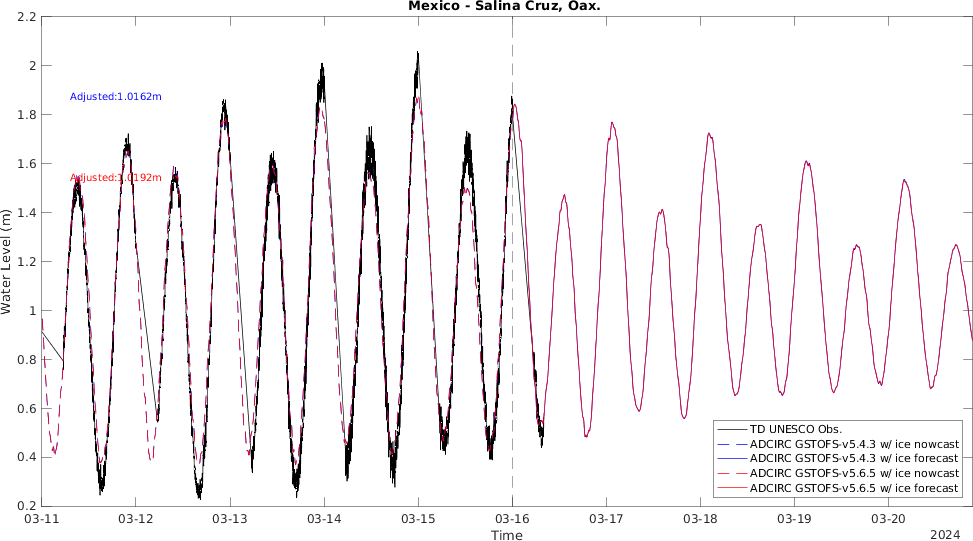 Mexico - Salina Cruz, Oax.
2.2
2
1.8
1.6
1.4
1.2
1
0.8
0.6
0.4
0.2
Water Level (m)
Adjusted:1.0162m
Adjusted:1.0192m
TD UNESCO Obs.
ADCIRC GSTOFS-v5.4.3 w/ ice nowcast
ADCIRC GSTOFS-v5.4.3 w/ ice forecast
ADCIRC GSTOFS-v5.6.5 w/ ice nowcast
ADCIRC GSTOFS-v5.6.5 w/ ice forecast
03-11 03-12 03-13 03-14 03-15 03-16 03-17 03-18 03-19 03-20
Time
2024